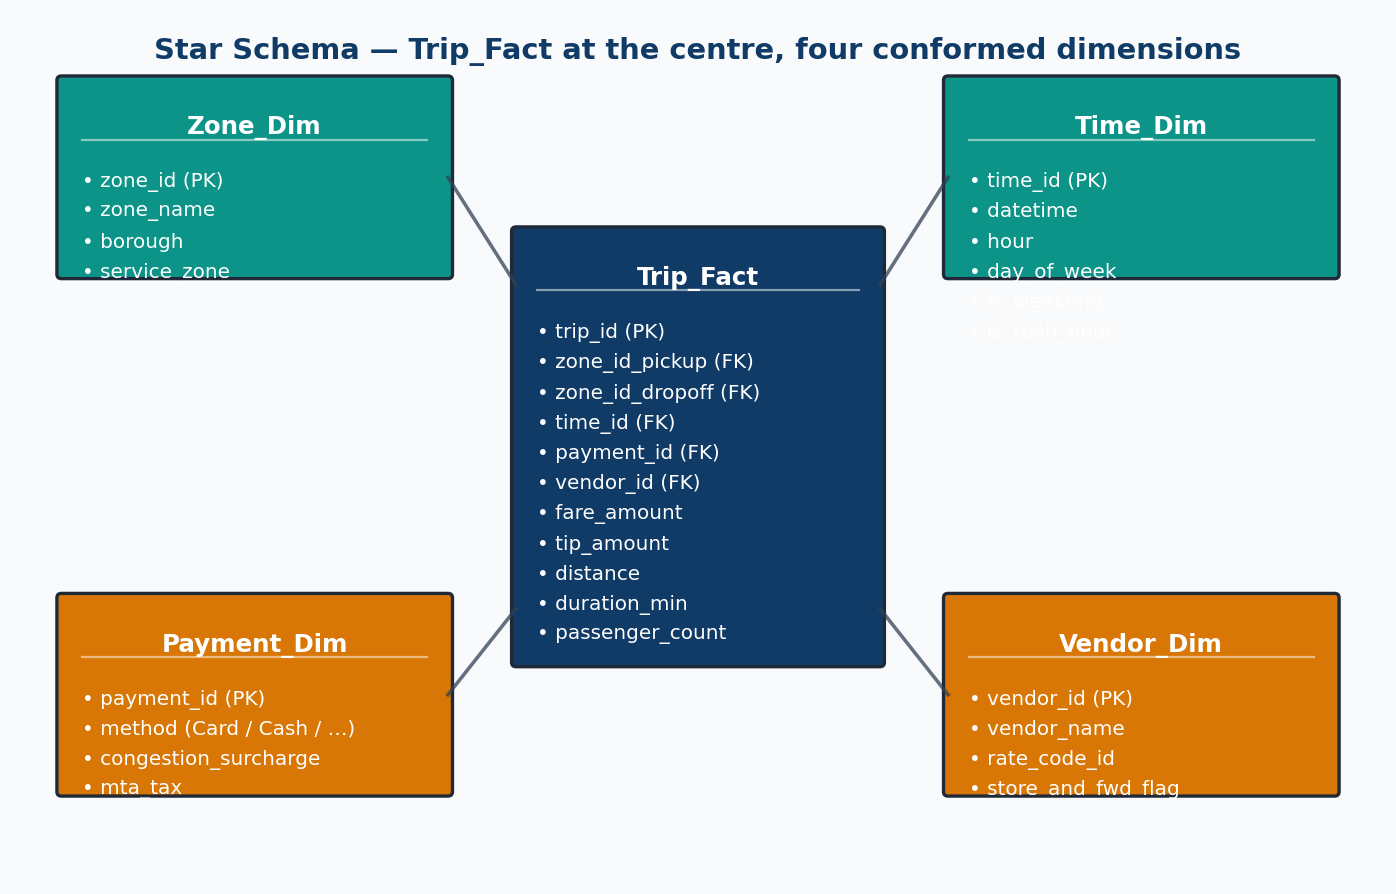 Star Schema — Trip_Fact at the centre, four conformed dimensions
Zone_Dim
• zone_id (PK)
• zone_name
• borough
• service_zone
Time_Dim
• time_id (PK)
• datetime
• hour
• day_of_week
• is_weekend
• is_rush_hour
Trip_Fact
• trip_id (PK)
• zone_id_pickup (FK)
• zone_id_dropoff (FK)
• time_id (FK)
• payment_id (FK)
• vendor_id (FK)
• fare_amount
• tip_amount
• distance
• duration_min
• passenger_count
Payment_Dim
• payment_id (PK)
• method (Card / Cash / …)
• congestion_surcharge
• mta_tax
Vendor_Dim
• vendor_id (PK)
• vendor_name
• rate_code_id
• store_and_fwd_flag